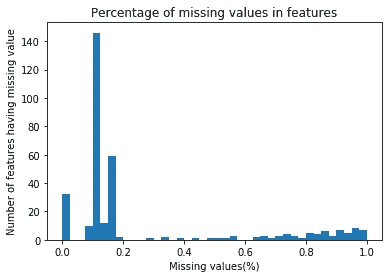 Percentage of missing values in features
Number of features having missing value
140
120
100
80
60
40
20
0
0.0 0.2 0.4 0.6 0.8 1.0
Missing values(%)